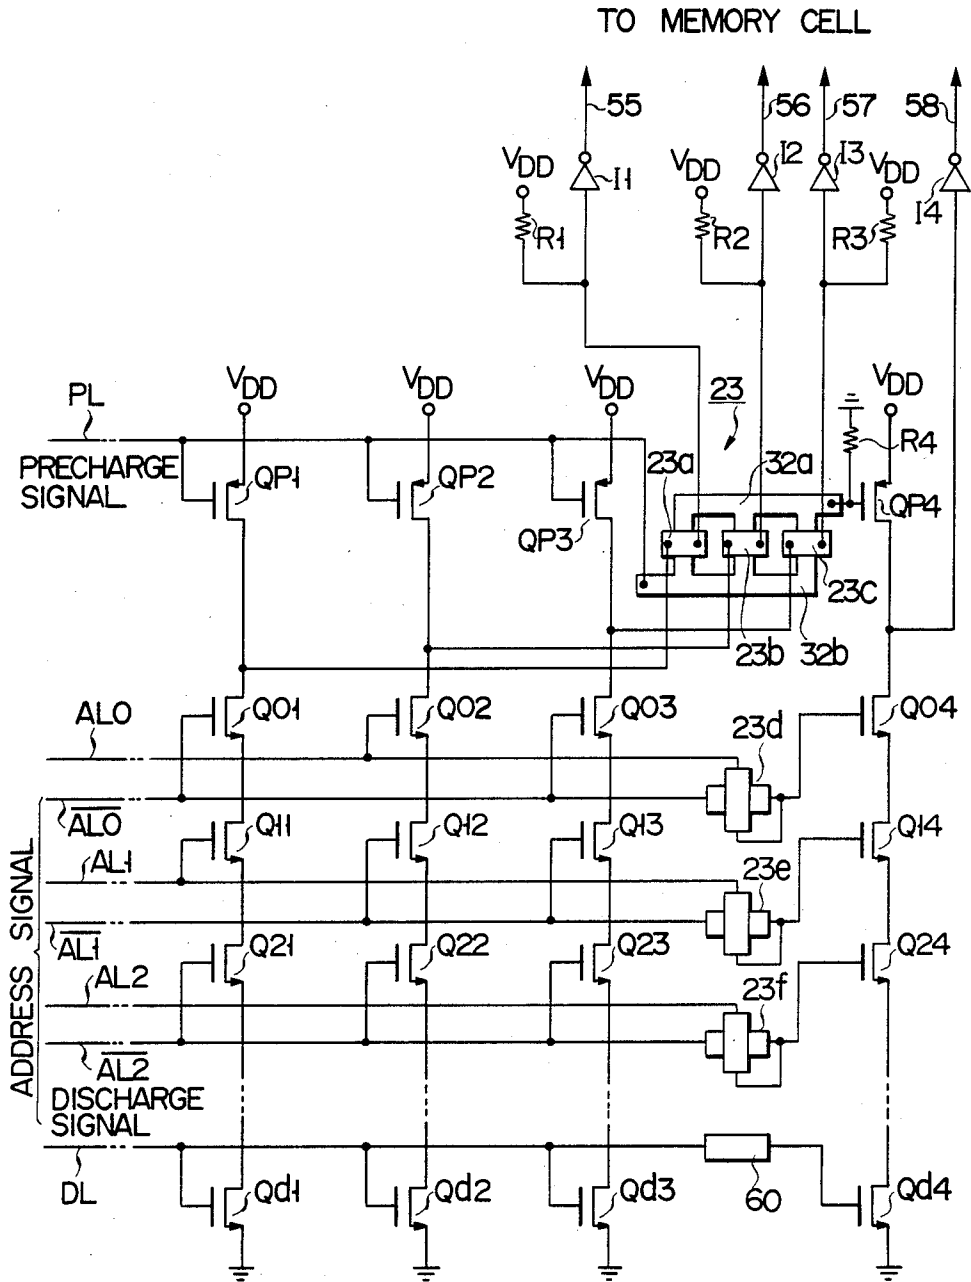 TO MEMORY CELL
55
56
57
58
VDD
I1
VDD
I2
I3
VDD
I4
R1
R2
R3
PL
VDD
VDD
VDD
23
VDD
R4
PRECHARGE
SIGNAL
QP1
QP2
QP3
23a
32a
QP4
23c
23b
32b
AL0
Q01
Q02
Q03
23d
Q04
A̅L̅0̅
Q11
Q12
Q13
Q14
AL1
23e
A̅L̅1̅
Q21
Q22
Q23
Q24
AL2
23f
A̅L̅2̅
ADDRESS SIGNAL
DISCHARGE
SIGNAL
DL
Qd1
Qd2
Qd3
60
Qd4